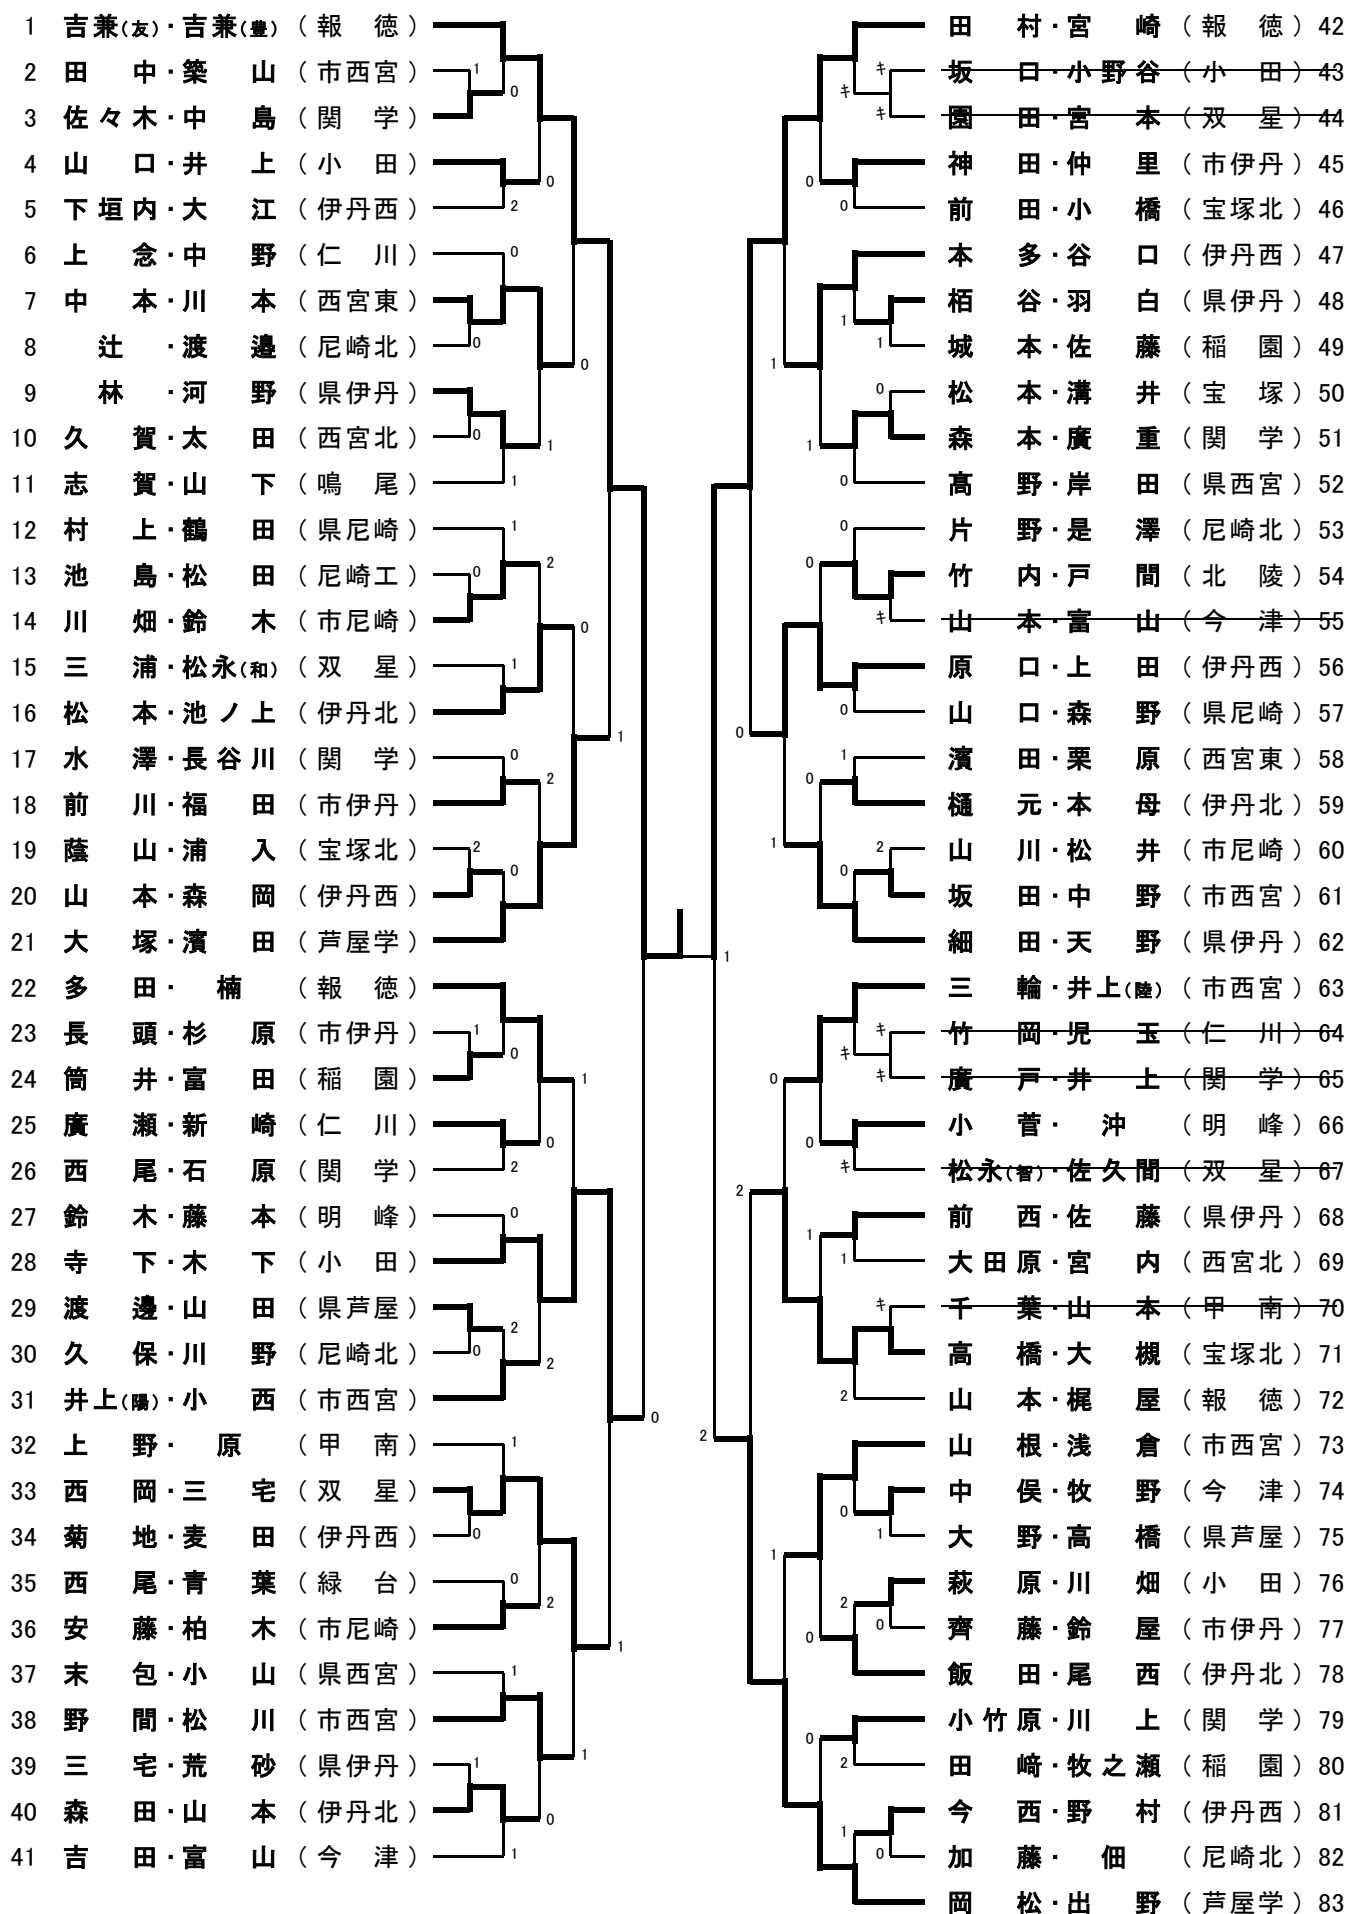 1 吉兼(友)・吉兼(豊) (報徳)
2 田中・築山 (市西宮)
3 佐々木・中島 (関学)
4 山口・井上 (小田)
5 下垣内・大江 (伊丹西)
6 上念・中野 (仁川)
7 中本・川本 (西宮東)
8 辻・渡邉 (尼崎北)
9 林・河野 (県伊丹)
10 久賀・太田 (西宮北)
11 志賀・山下 (鳴尾)
12 村上・鶴田 (県尼崎)
13 池島・松田 (尼崎工)
14 川畑・鈴木 (市尼崎)
15 三浦・松永(和) (双星)
16 松本・池ノ上 (伊丹北)
17 水澤・長谷川 (関学)
18 前川・福田 (市伊丹)
19 蔭山・浦入 (宝塚北)
20 山本・森岡 (伊丹西)
21 大塚・濱田 (芦屋学)
22 多田・楠 (報徳)
23 長頭・杉原 (市伊丹)
24 筒井・富田 (稲園)
25 廣瀬・新崎 (仁川)
26 西尾・石原 (関学)
27 鈴木・藤本 (明峰)
28 寺下・木下 (小田)
29 渡邊・山田 (県芦屋)
30 久保・川野 (尼崎北)
31 井上(陽)・小西 (市西宮)
32 上野・原 (甲南)
33 西岡・三宅 (双星)
34 菊地・麦田 (伊丹西)
35 西尾・青葉 (緑台)
36 安藤・柏木 (市尼崎)
37 末包・小山 (県西宮)
38 野間・松川 (市西宮)
39 三宅・荒砂 (県伊丹)
40 森田・山本 (伊丹北)
41 吉田・富山 (今津)
田村・宮崎 (報徳) 42
坂口・小野谷 (小田) 43
園田・宮本 (双星) 44
神田・仲里 (市伊丹) 45
前田・小橋 (宝塚北) 46
本多・谷口 (伊丹西) 47
栢谷・羽白 (県伊丹) 48
城本・佐藤 (稲園) 49
松本・溝井 (宝塚) 50
森本・廣重 (関学) 51
髙野・岸田 (県西宮) 52
片野・是澤 (尼崎北) 53
竹内・戸間 (北陵) 54
山本・富山 (今津) 55
原口・上田 (伊丹西) 56
山口・森野 (県尼崎) 57
濱田・栗原 (西宮東) 58
樋元・本母 (伊丹北) 59
山川・松井 (市尼崎) 60
坂田・中野 (市西宮) 61
細田・天野 (県伊丹) 62
三輪・井上(陸) (市西宮) 63
竹岡・児玉 (仁川) 64
廣戸・井上 (関学) 65
小菅・沖 (明峰) 66
松永(智)・佐久間 (双星) 67
前西・佐藤 (県伊丹) 68
大田原・宮内 (西宮北) 69
千葉・山本 (甲南) 70
高橋・大槻 (宝塚北) 71
山本・梶屋 (報徳) 72
山根・浅倉 (市西宮) 73
中俣・牧野 (今津) 74
大野・高橋 (県芦屋) 75
萩原・川畑 (小田) 76
齊藤・鈴屋 (市伊丹) 77
飯田・尾西 (伊丹北) 78
小竹原・川上 (関学) 79
田﨑・牧之瀬 (稲園) 80
今西・野村 (伊丹西) 81
加藤・佃 (尼崎北) 82
岡松・出野 (芦屋学) 83